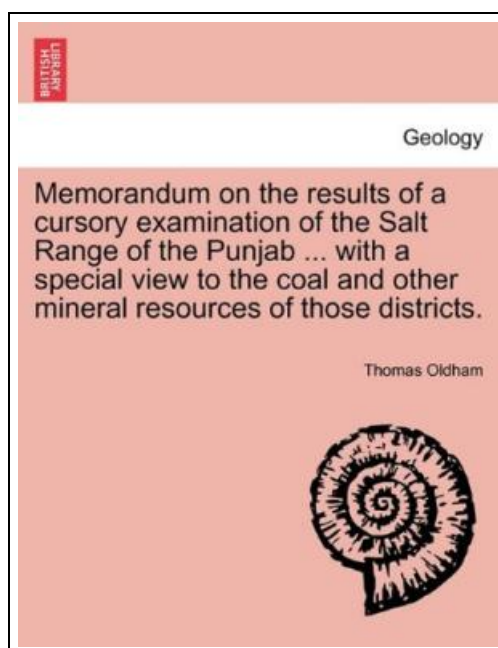 BRITISH
LIBRARY
Geology
Memorandum on the results of a
cursory examination of the Salt
Range of the Punjab ... with a
special view to the coal and other
mineral resources of those districts.
Thomas Oldham